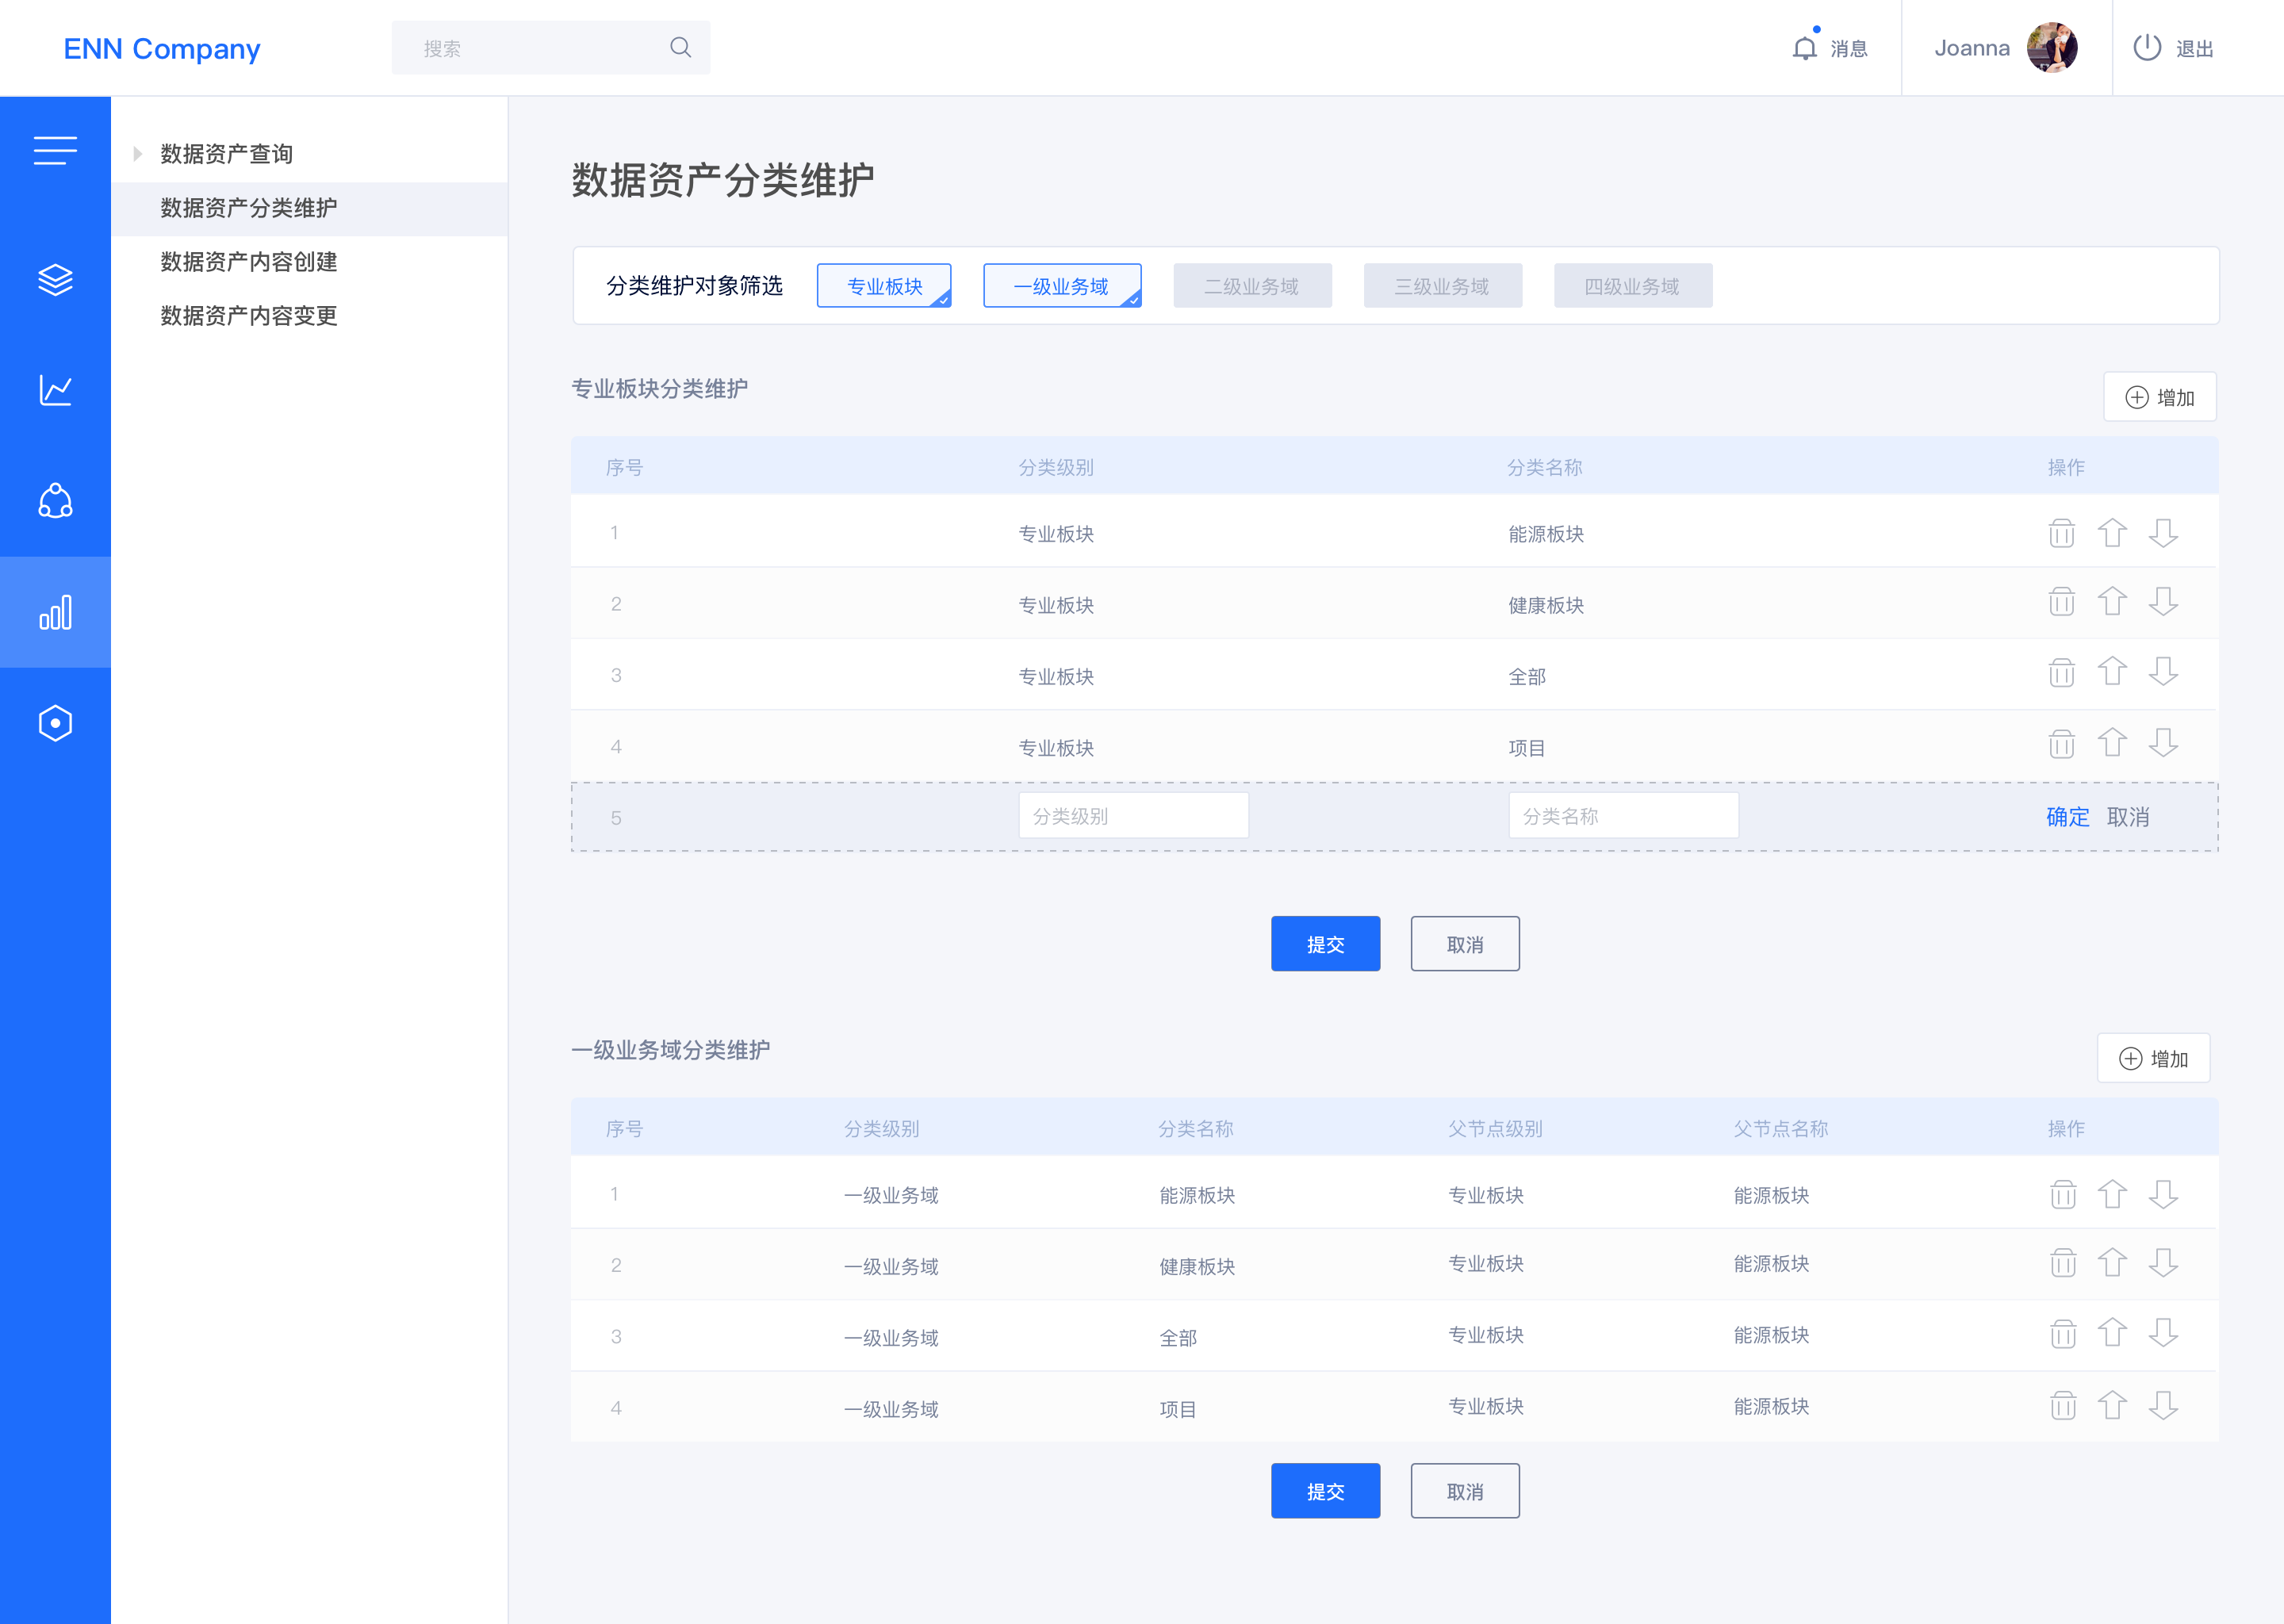 ENN Company 搜索 消息 Joanna 退出
数据资产查询
数据资产分类维护
数据资产内容创建
数据资产内容变更
数据资产分类维护
分类维护对象筛选 专业板块 一级业务域 二级业务域 三级业务域 四级业务域
专业板块分类维护 增加
序号 分类级别 分类名称 操作
1 专业板块 能源板块
2 专业板块 健康板块
3 专业板块 全部
4 专业板块 项目
5 分类级别 分类名称 确定 取消
提交 取消
一级业务域分类维护 增加
序号 分类级别 分类名称 父节点级别 父节点名称 操作
1 一级业务域 能源板块 专业板块 能源板块
2 一级业务域 健康板块 专业板块 能源板块
3 一级业务域 全部 专业板块 能源板块
4 一级业务域 项目 专业板块 能源板块
提交 取消